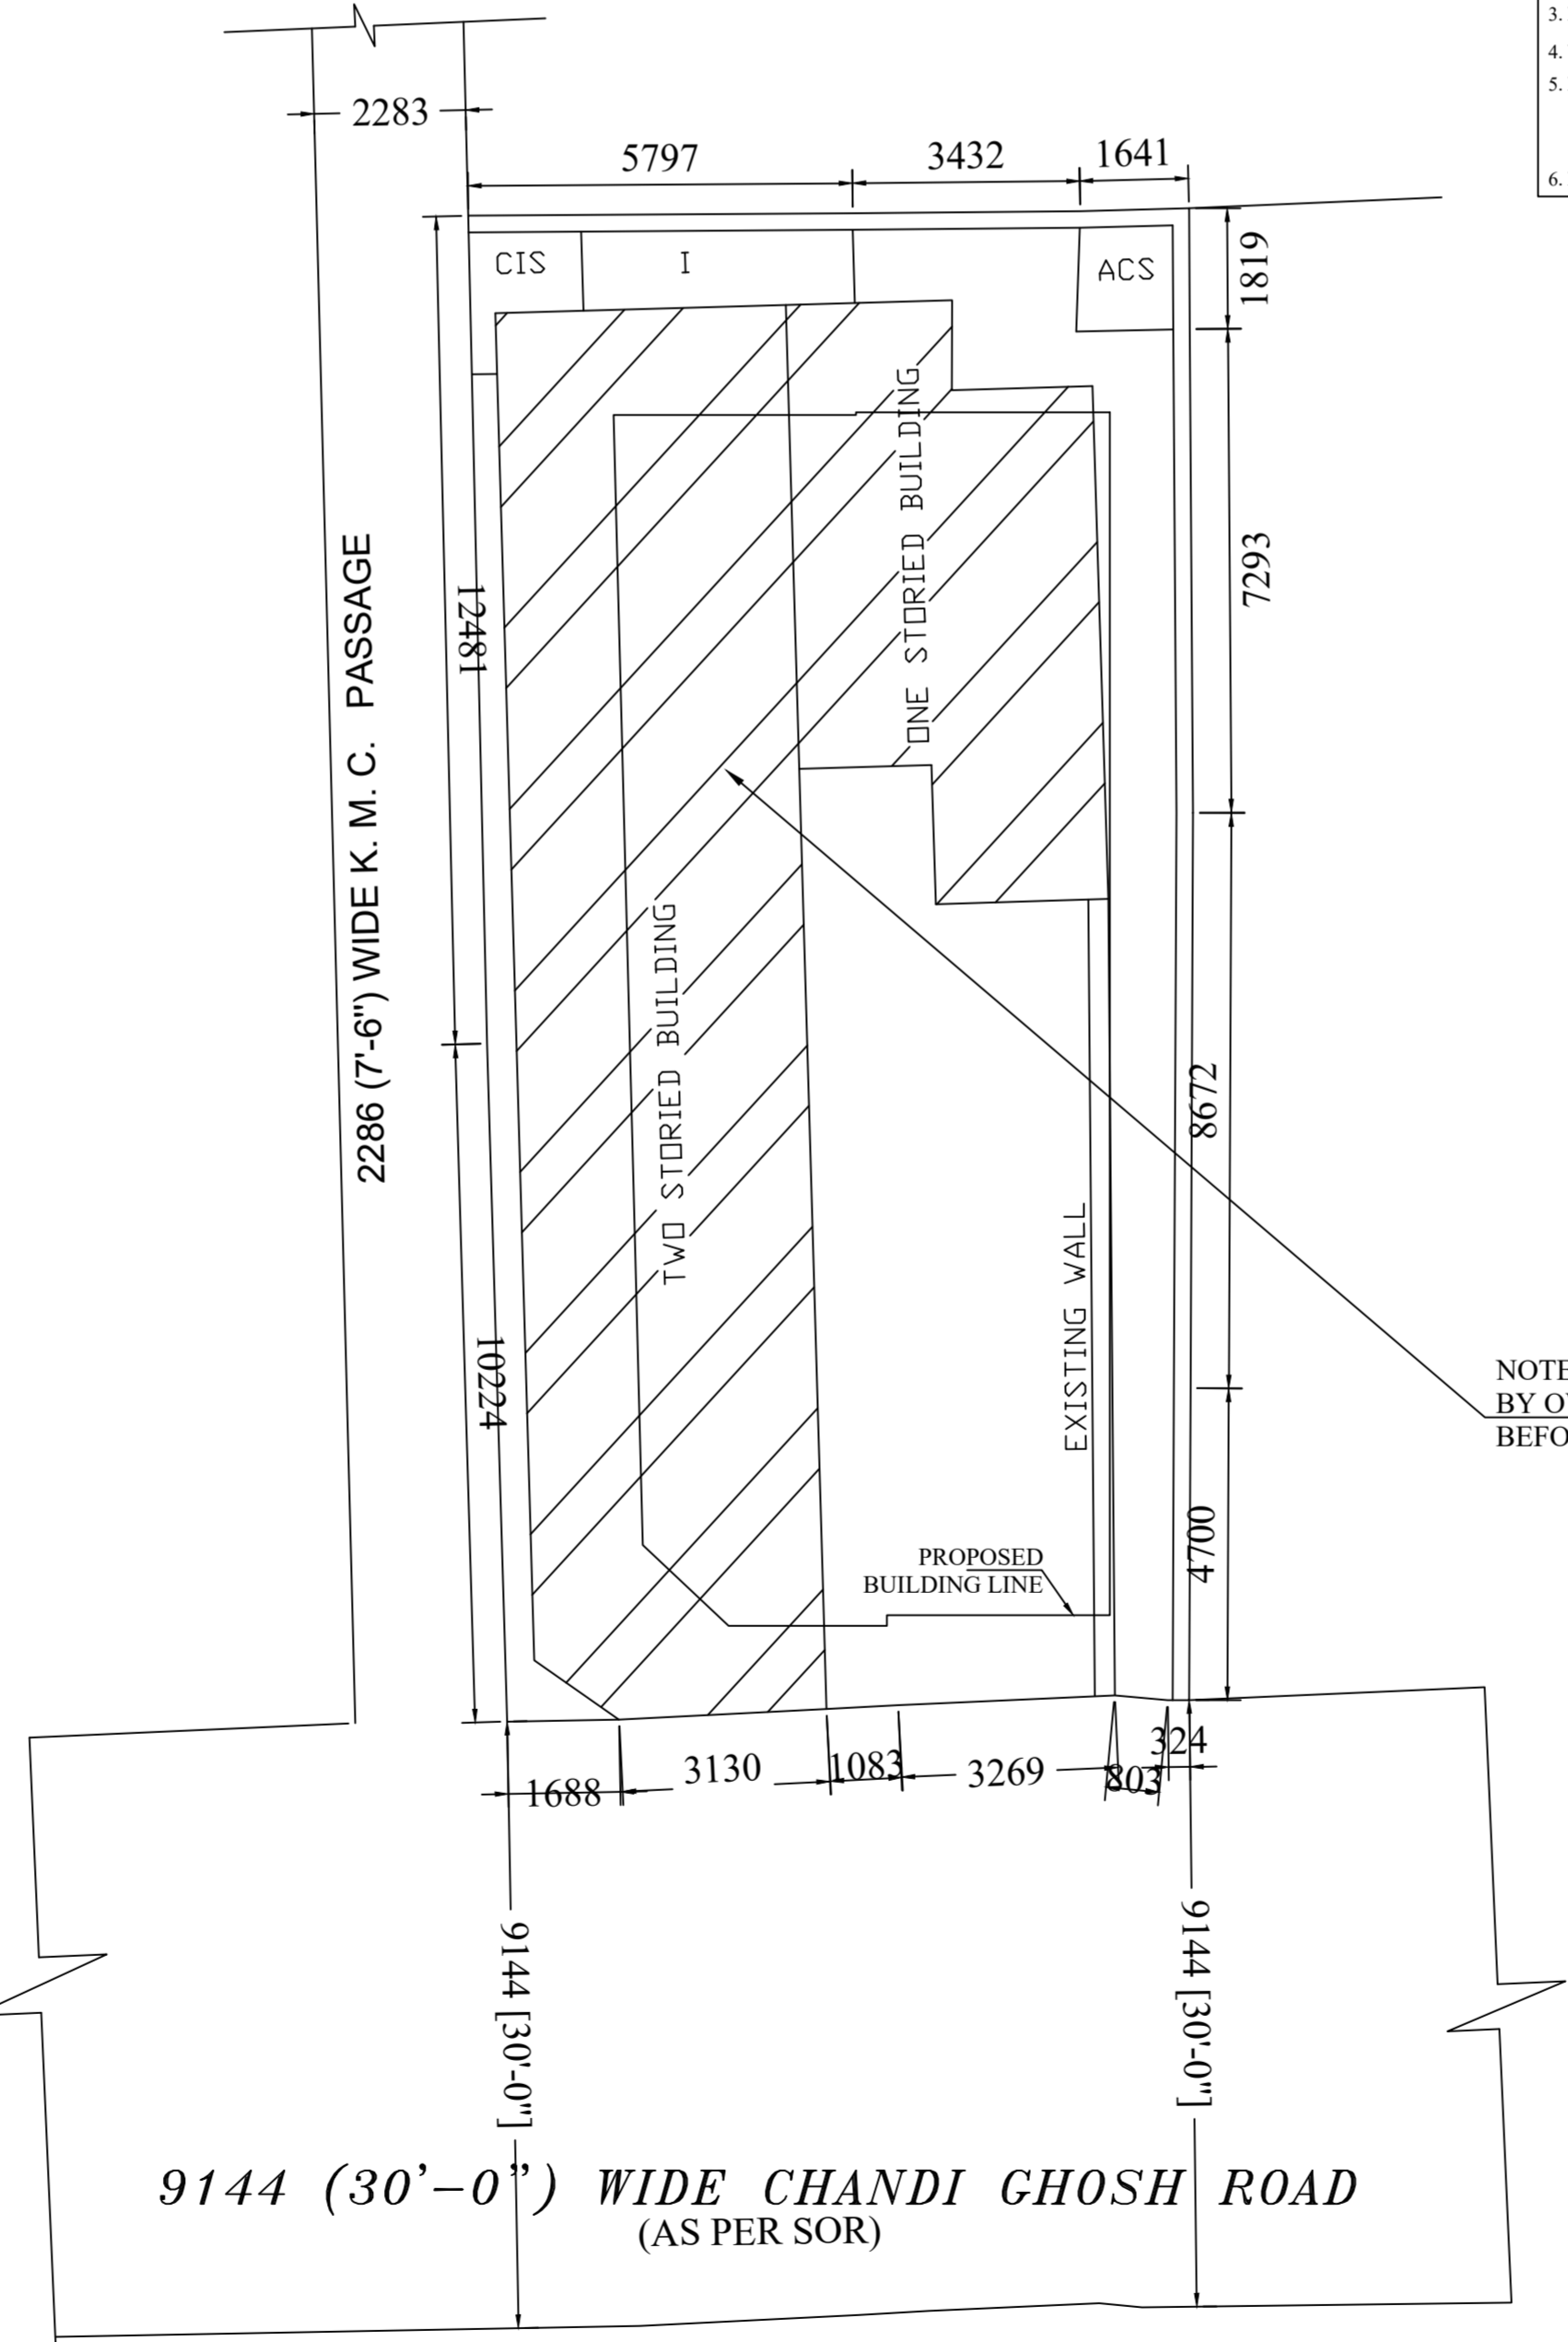 3.
4.
5.
6.
2283
5797
3432
1641
CIS
I
ACS
1819
ONE STORIED BUILDING
7293
12481
2286 (7'-6") WIDE K. M. C. PASSAGE
TWO STORIED BUILDING
8672
EXISTING WALL
10224
NOTE
BY O
BEFO
4700
PROPOSED
BUILDING LINE
324
3130
1083
3269
803
1688
9144 [30'-0"]
9144 [30'-0"]
9144 (30'-0") WIDE CHANDI GHOSH ROAD
(AS PER SOR)